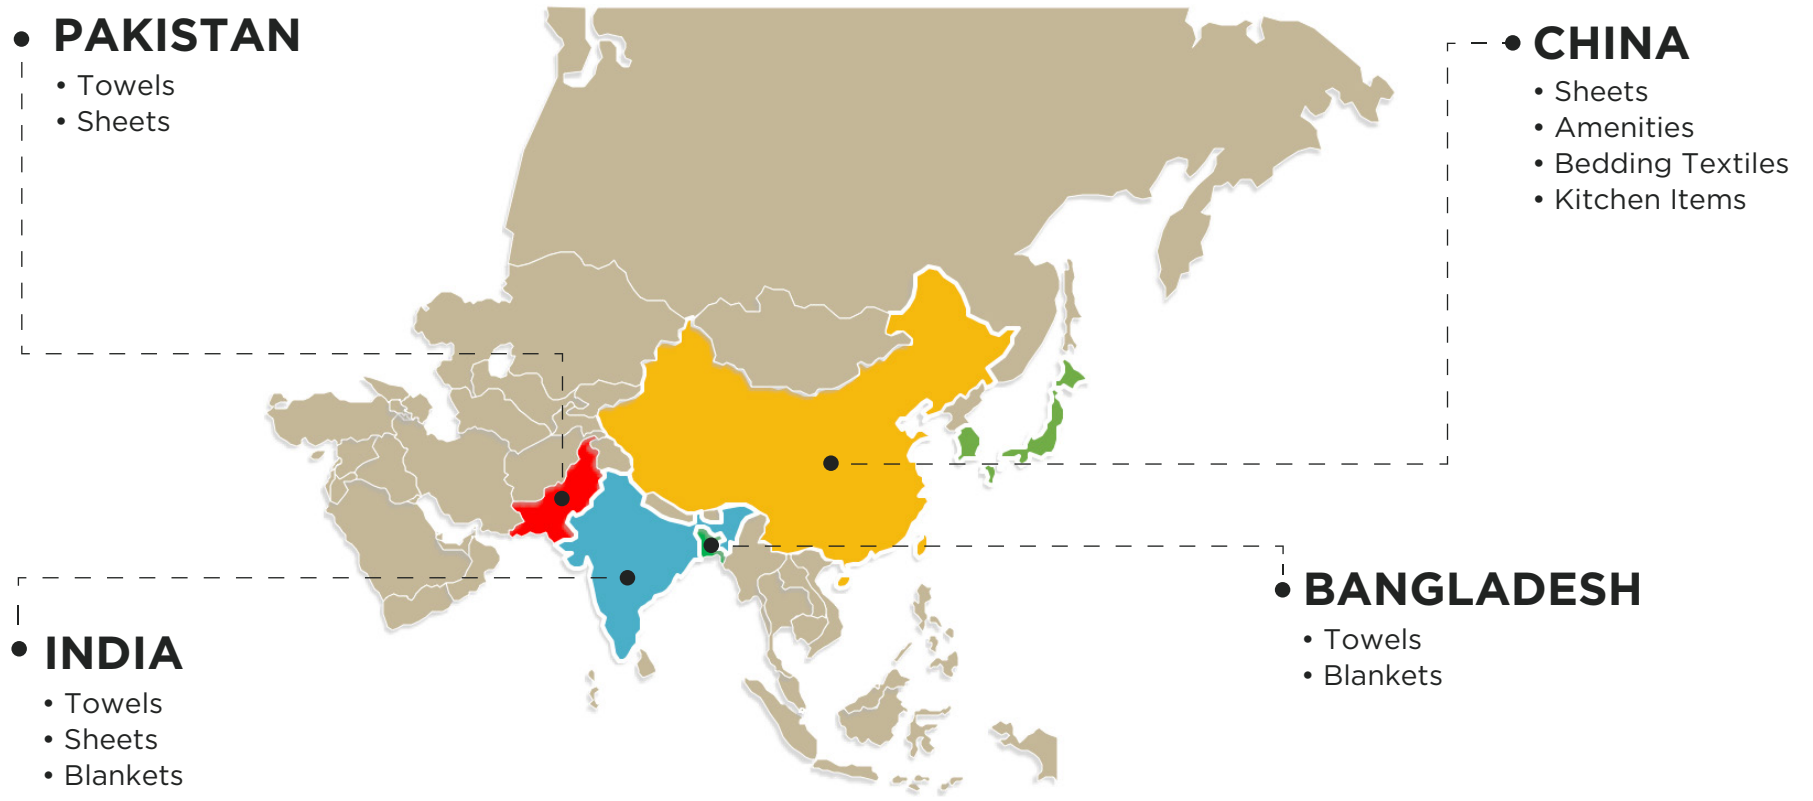 PAKISTAN
• Towels
• Sheets
CHINA
• Sheets
• Amenities
• Bedding Textiles
• Kitchen Items
INDIA
• Towels
• Sheets
• Blankets
BANGLADESH
• Towels
• Blankets